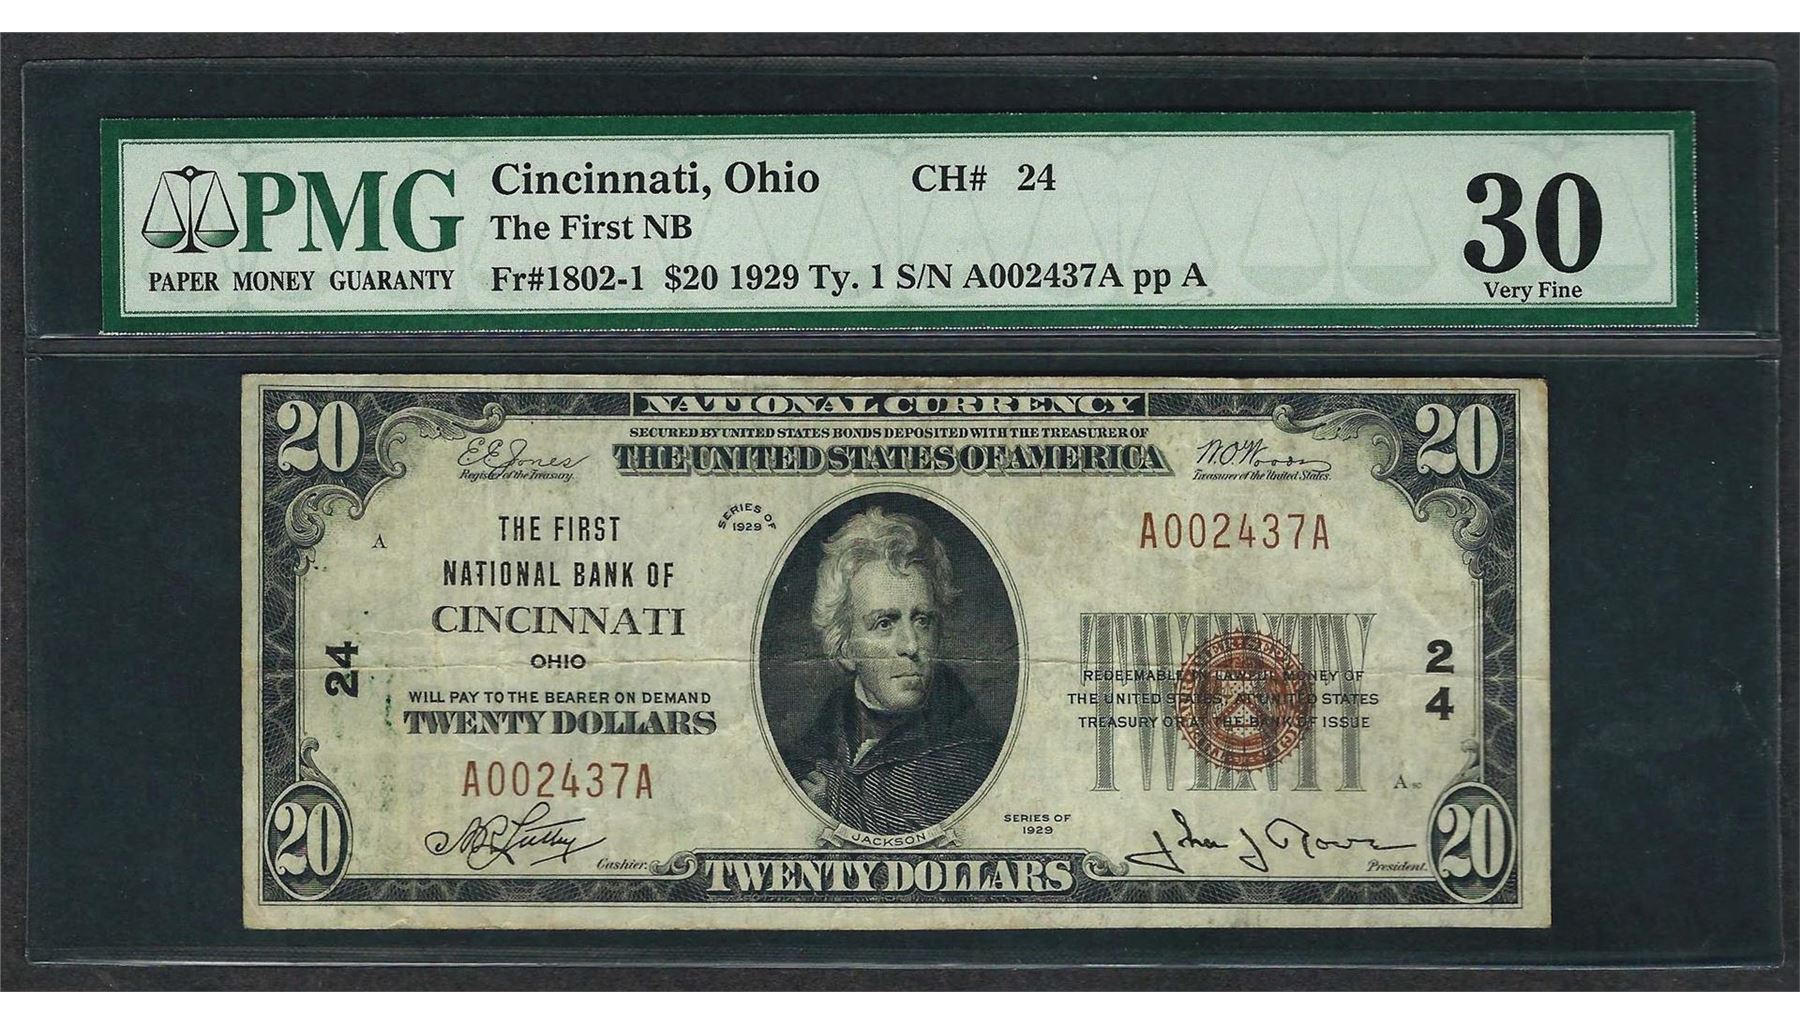 PMG
PAPER MONEY GUARANTY
Cincinnati, Ohio CH# 24
The First NB
Fr#1802-1 $20 1929 Ty. 1 S/N A002437A pp A
30
Very Fine
20
NATIONAL CURRENCY
20
SECURED BY UNITED STATES BONDS DEPOSITED WITH THE TREASURER OF
THE UNITED STATES OF AMERICA
E E Jones
Register of the Treasury.
W. O. Woods
Treasurer of the United States.
SERIES OF
1929
A
THE FIRST
NATIONAL BANK OF
CINCINNATI
OHIO
24
WILL PAY TO THE BEARER ON DEMAND
TWENTY DOLLARS
A002437A
Cashier.
A002437A
TWENTY
REDEEMABLE IN LAWFUL MONEY OF
THE UNITED STATES, AT UNITED STATES
TREASURY OR AT THE BANK OF ISSUE
24
A
SERIES OF
1929
John J Rowe
President.
JACKSON
20
TWENTY DOLLARS
20